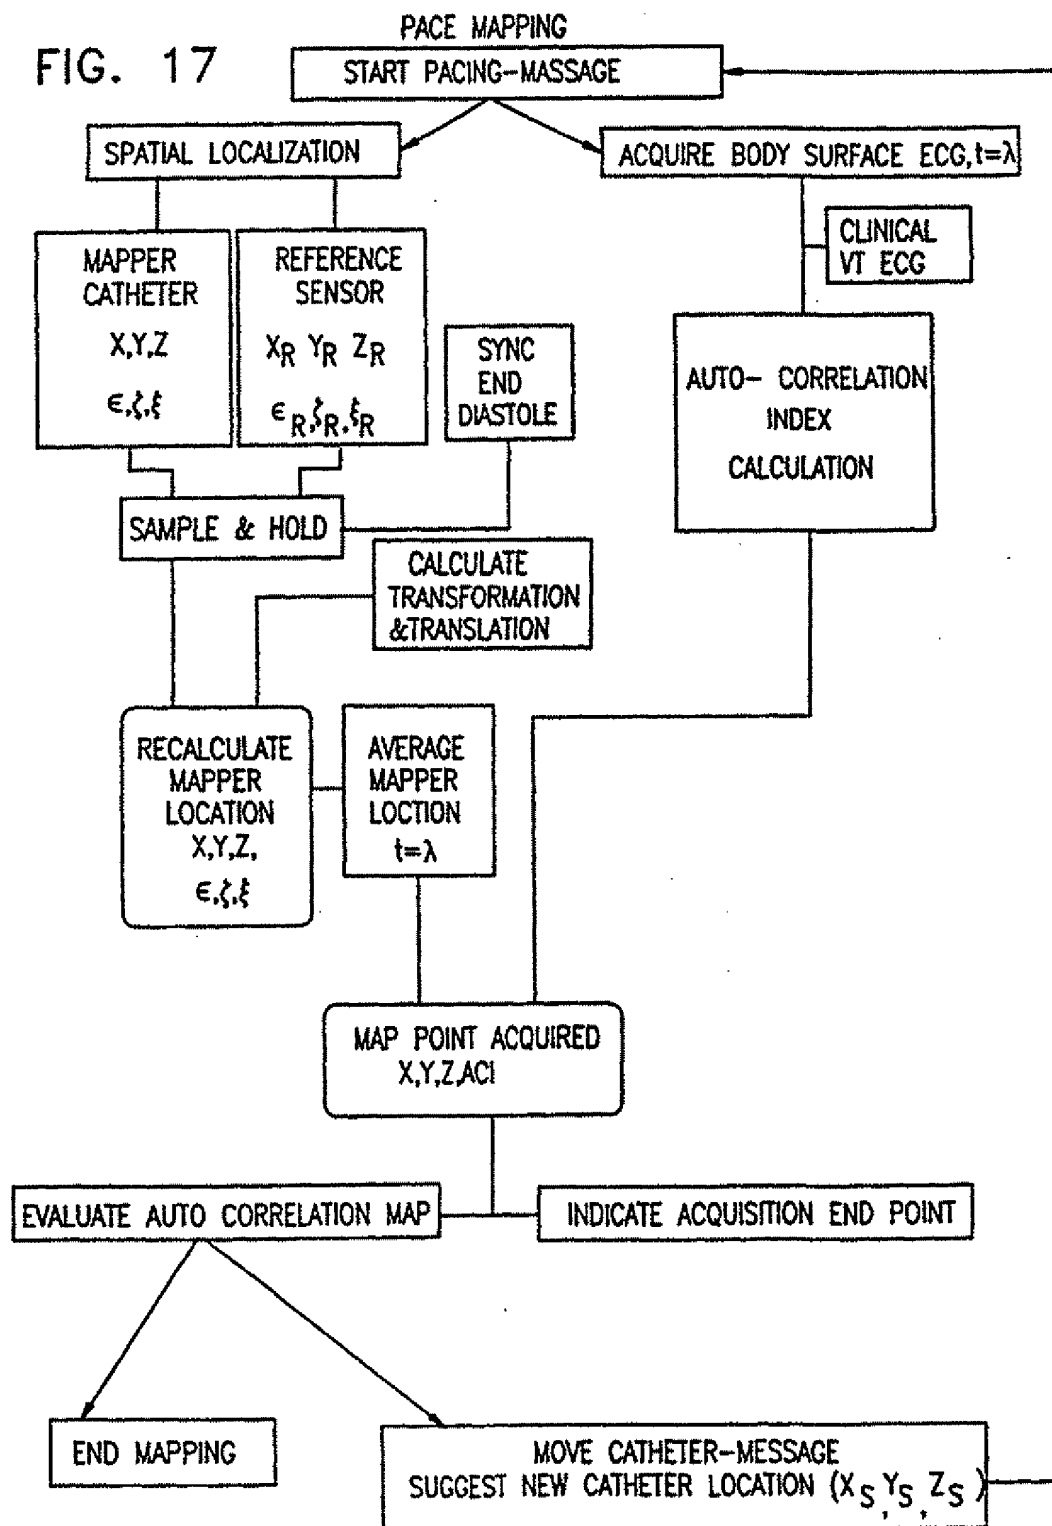 FIG. 17
PACE MAPPING
START PACING-MASSAGE
SPATIAL LOCALIZATION
ACQUIRE BODY SURFACE ECG,t=λ
CLINICAL
VT ECG
MAPPER
CATHETER
X,Y,Z
ϵ,ζ,ξ
REFERENCE
SENSOR
XR YR ZR
ϵR,ζR,ξR
SYNC
END
DIASTOLE
AUTO- CORRELATION
INDEX
CALCULATION
SAMPLE & HOLD
CALCULATE
TRANSFORMATION
&TRANSLATION
RECALCULATE
MAPPER
LOCATION
X,Y,Z,
ϵ,ζ,ξ
AVERAGE
MAPPER
LOCTION
t=λ
MAP POINT ACQUIRED
X,Y,Z,ACI
EVALUATE AUTO CORRELATION MAP
INDICATE ACQUISITION END POINT
END MAPPING
MOVE CATHETER-MESSAGE
SUGGEST NEW CATHETER LOCATION (XS,YS,ZS)